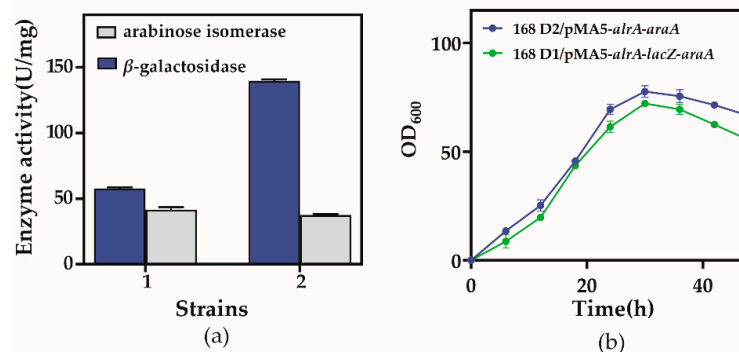 arabinose isomerase
β-galactosidase
Enzyme activity(U/mg)
150
100
50
0
1
2
Strains
(a)
168 D2/pMA5-alrA-araA
168 D1/pMA5-alrA-lacZ-araA
OD600
100
50
0
0
20
40
Time(h)
(b)